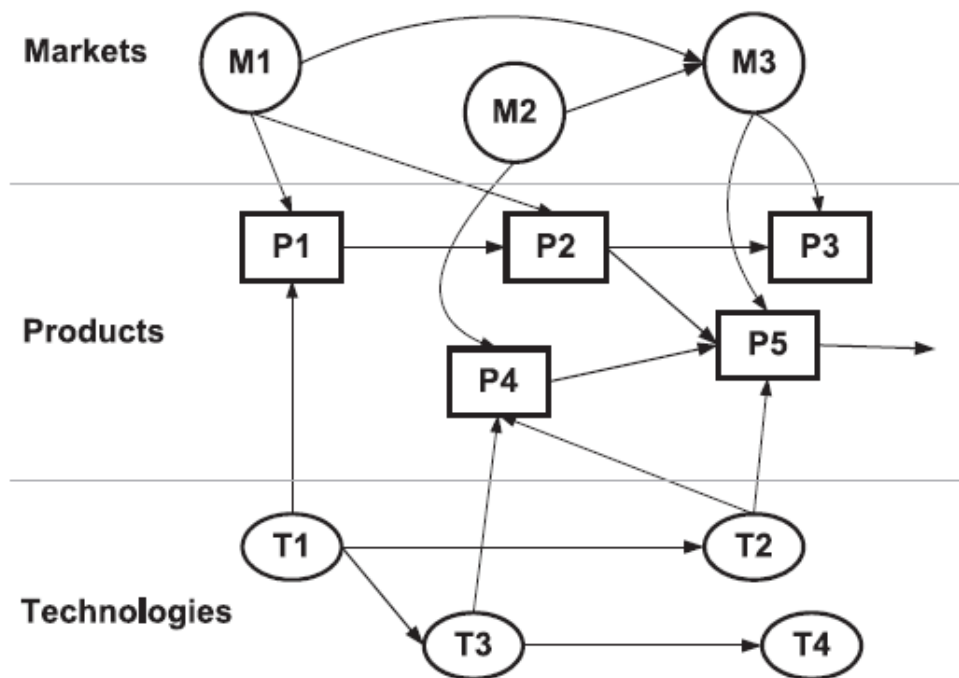 Markets
M1
M2
M3
Products
P1
P2
P3
P4
P5
Technologies
T1
T2
T3
T4